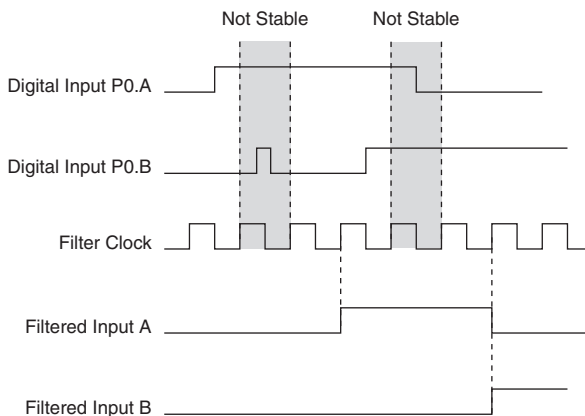 Not Stable
Not Stable
Digital Input P0.A
Digital Input P0.B
Filter Clock
Filtered Input A
Filtered Input B